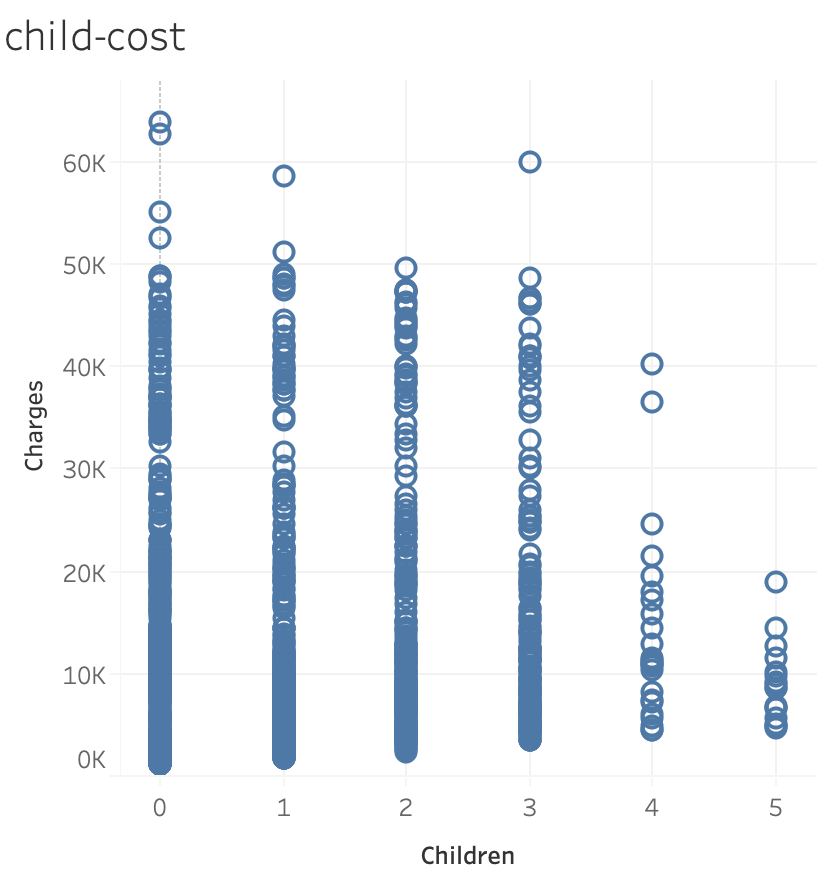 child-cost
60K
50K
40K
30K
20K
10K
0K
Charges
0 1 2 3 4 5
Children